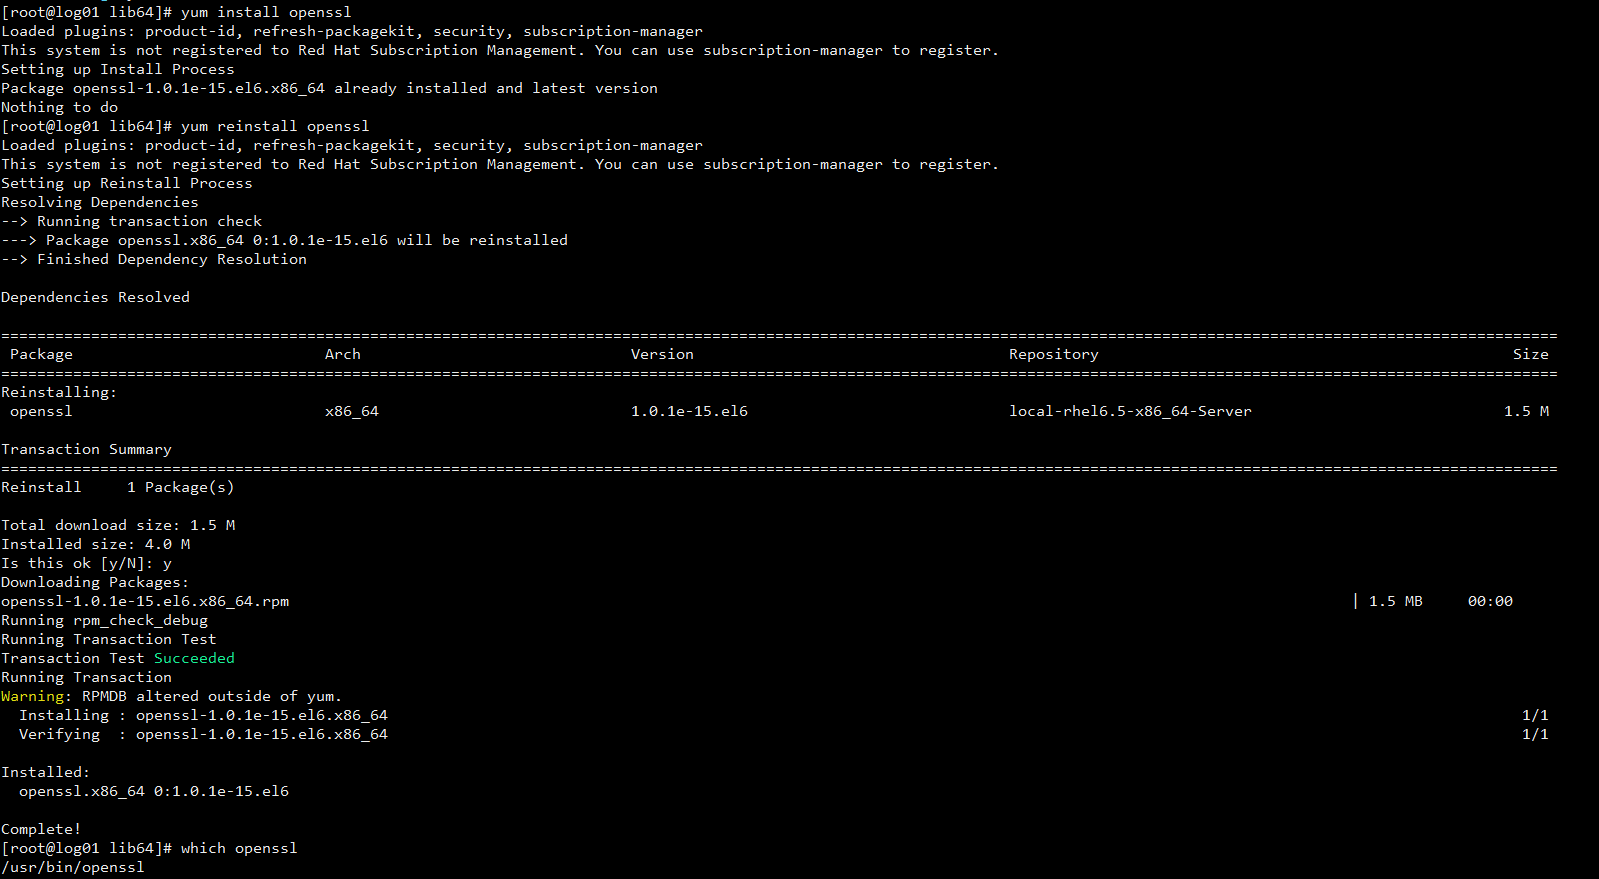 [root@log01 lib64]# yum install openssl
Loaded plugins: product-id, refresh-packagekit, security, subscription-manager
This system is not registered to Red Hat Subscription Management. You can use subscription-manager to register.
Setting up Install Process
Package openssl-1.0.1e-15.el6.x86_64 already installed and latest version
Nothing to do
[root@log01 lib64]# yum reinstall openssl
Loaded plugins: product-id, refresh-packagekit, security, subscription-manager
This system is not registered to Red Hat Subscription Management. You can use subscription-manager to register.
Setting up Reinstall Process
Resolving Dependencies
--> Running transaction check
---> Package openssl.x86_64 0:1.0.1e-15.el6 will be reinstalled
--> Finished Dependency Resolution
Dependencies Resolved
Package Arch Version Repository Size
Reinstalling:
openssl x86_64 1.0.1e-15.el6 local-rhel6.5-x86_64-Server 1.5 M
Transaction Summary
Reinstall 1 Package(s)
Total download size: 1.5 M
Installed size: 4.0 M
Is this ok [y/N]: y
Downloading Packages:
openssl-1.0.1e-15.el6.x86_64.rpm | 1.5 MB 00:00
Running rpm_check_debug
Running Transaction Test
Transaction Test Succeeded
Running Transaction
Warning: RPMDB altered outside of yum.
Installing : openssl-1.0.1e-15.el6.x86_64 1/1
Verifying : openssl-1.0.1e-15.el6.x86_64 1/1
Installed:
openssl.x86_64 0:1.0.1e-15.el6
Complete!
[root@log01 lib64]# which openssl
/usr/bin/openssl